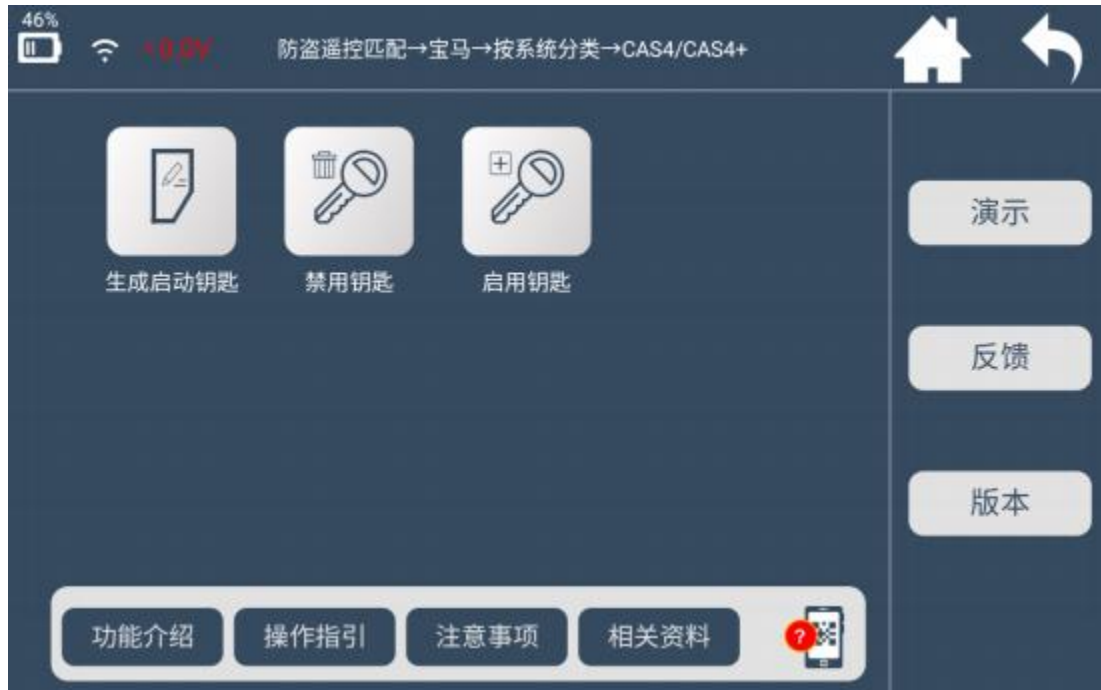 46%
防盗遥控匹配→宝马→按系统分类→CAS4/CAS4+
生成启动钥匙
禁用钥匙
启用钥匙
演示
反馈
版本
功能介绍
操作指引
注意事项
相关资料
?